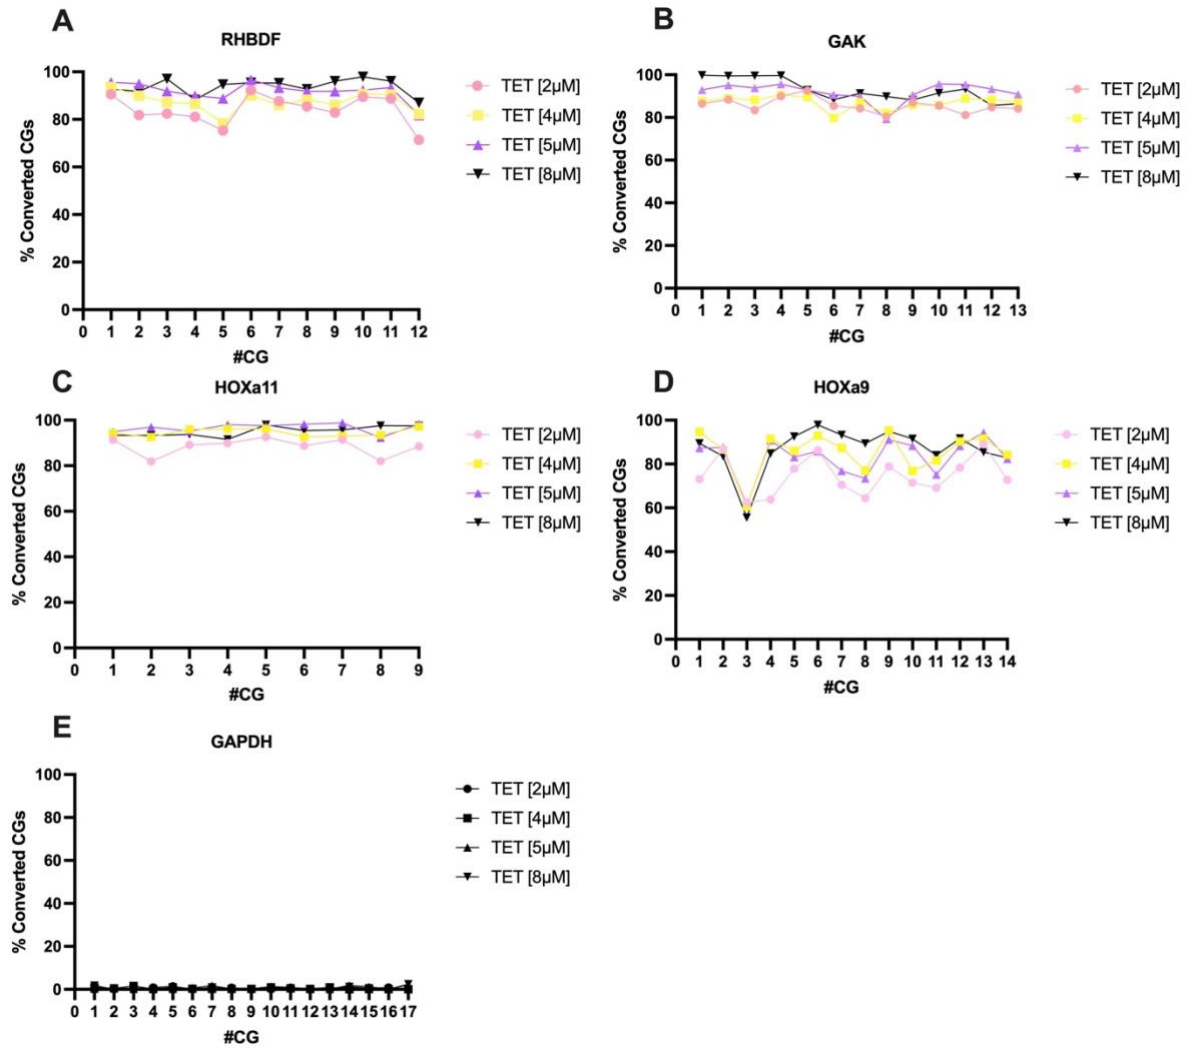 A
RHBDF
% Converted CGs
100
80
60
40
20
0
0 1 2 3 4 5 6 7 8 9 10 11 12
#CG
TET [2µM]
TET [4µM]
TET [5µM]
TET [8µM]
B
GAK
% Converted CGs
100
80
60
40
20
0
0 1 2 3 4 5 6 7 8 9 10 11 12 13
#CG
TET [2µM]
TET [4µM]
TET [5µM]
TET [8µM]
C
HOXa11
% Converted CGs
100
80
60
40
20
0
0 1 2 3 4 5 6 7 8 9
#CG
TET [2µM]
TET [4µM]
TET [5µM]
TET [8µM]
D
HOXa9
% Converted CGs
100
80
60
40
20
0
0 1 2 3 4 5 6 7 8 9 10 11 12 13 14
#CG
TET [2µM]
TET [4µM]
TET [5µM]
TET [8µM]
E
GAPDH
% Converted CGs
100
80
60
40
20
0
0 1 2 3 4 5 6 7 8 9 10 11 12 13 14 15 16 17
#CG
TET [2µM]
TET [4µM]
TET [5µM]
TET [8µM]